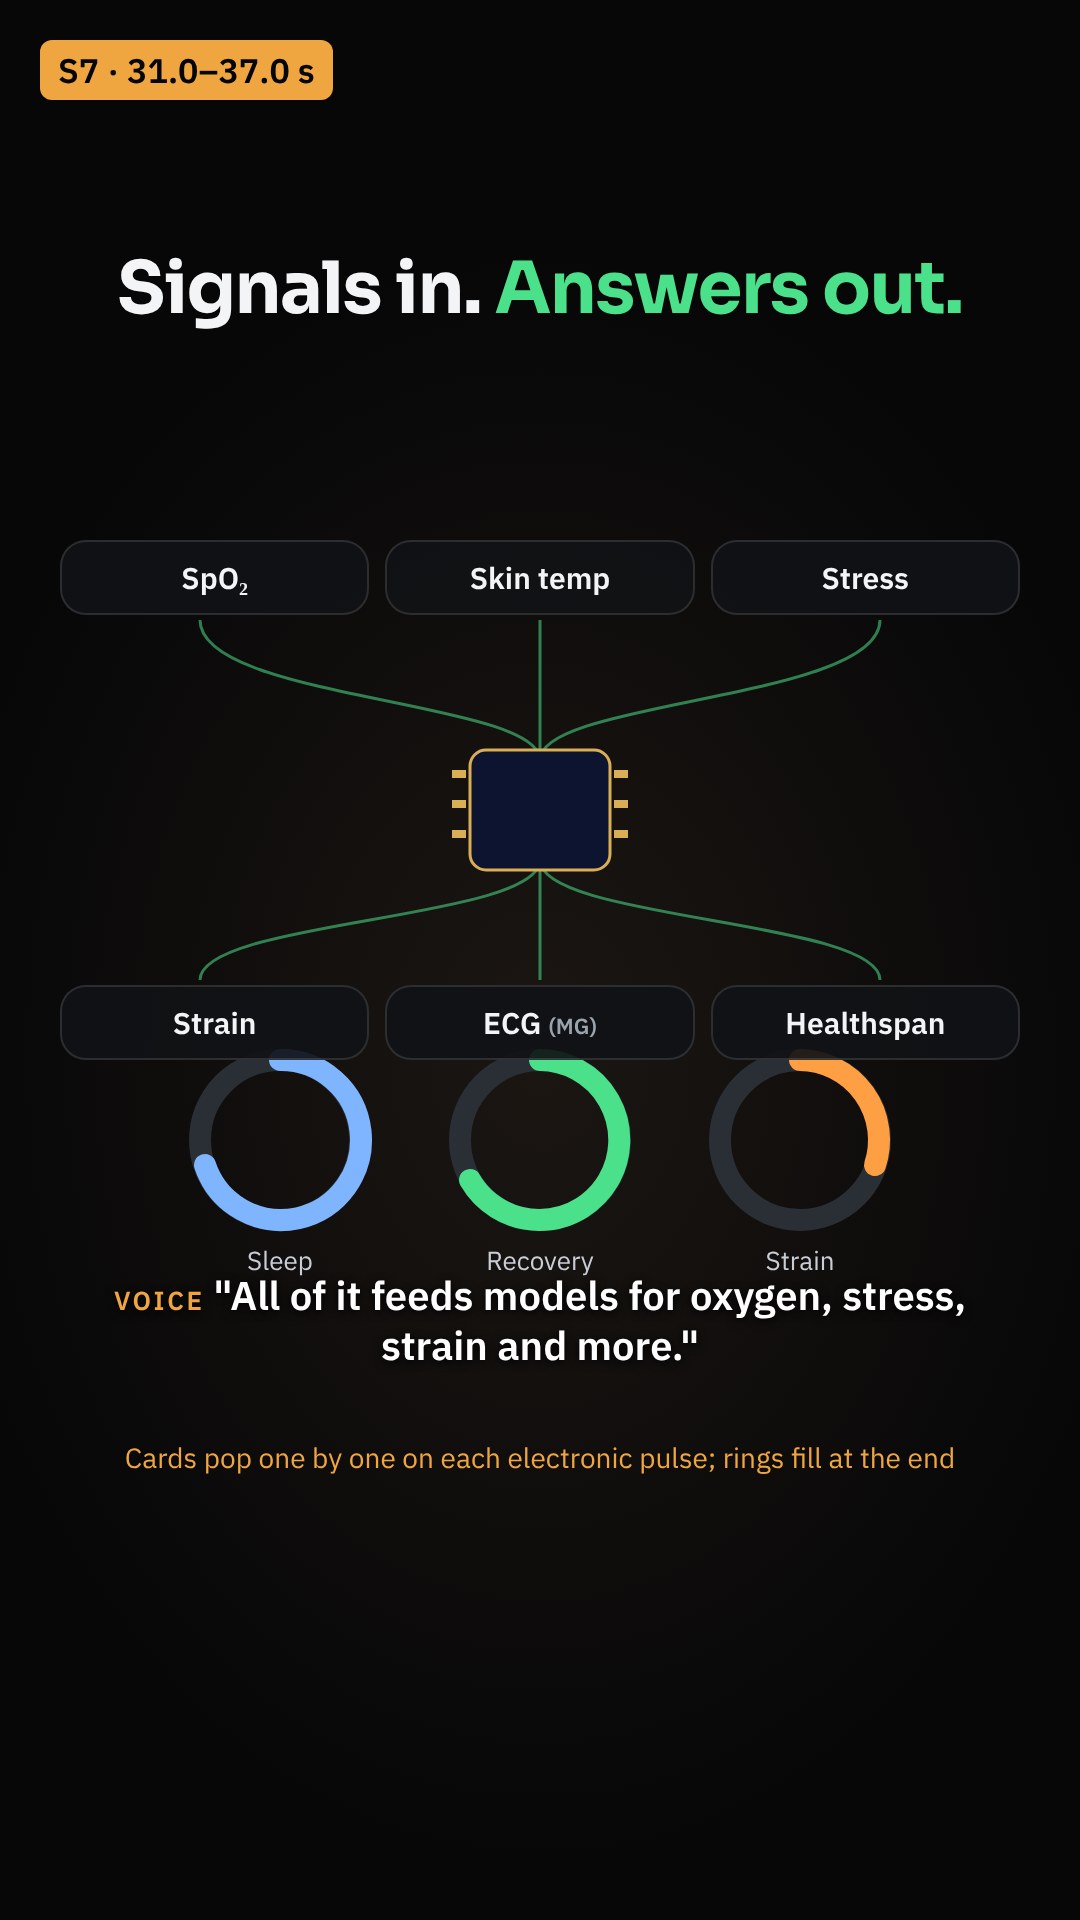 S7 · 31.0–37.0 s
Signals in. Answers out.
SpO₂
Skin temp
Stress
Strain
ECG (MG)
Healthspan
Sleep
Recovery
Strain
VOICE "All of it feeds models for oxygen, stress,
strain and more."
Cards pop one by one on each electronic pulse; rings fill at the end